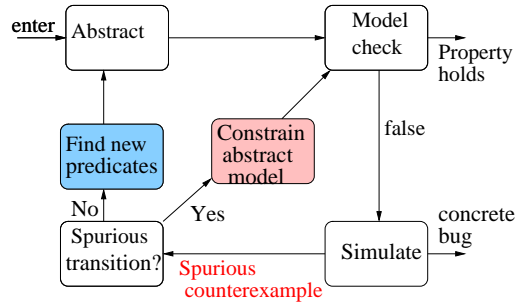 enter
Abstract
Model
check
Property
holds
Find new
predicates
Constrain
abstract
model
false
No
Yes
Spurious
transition?
Spurious
counterexample
Simulate
concrete
bug